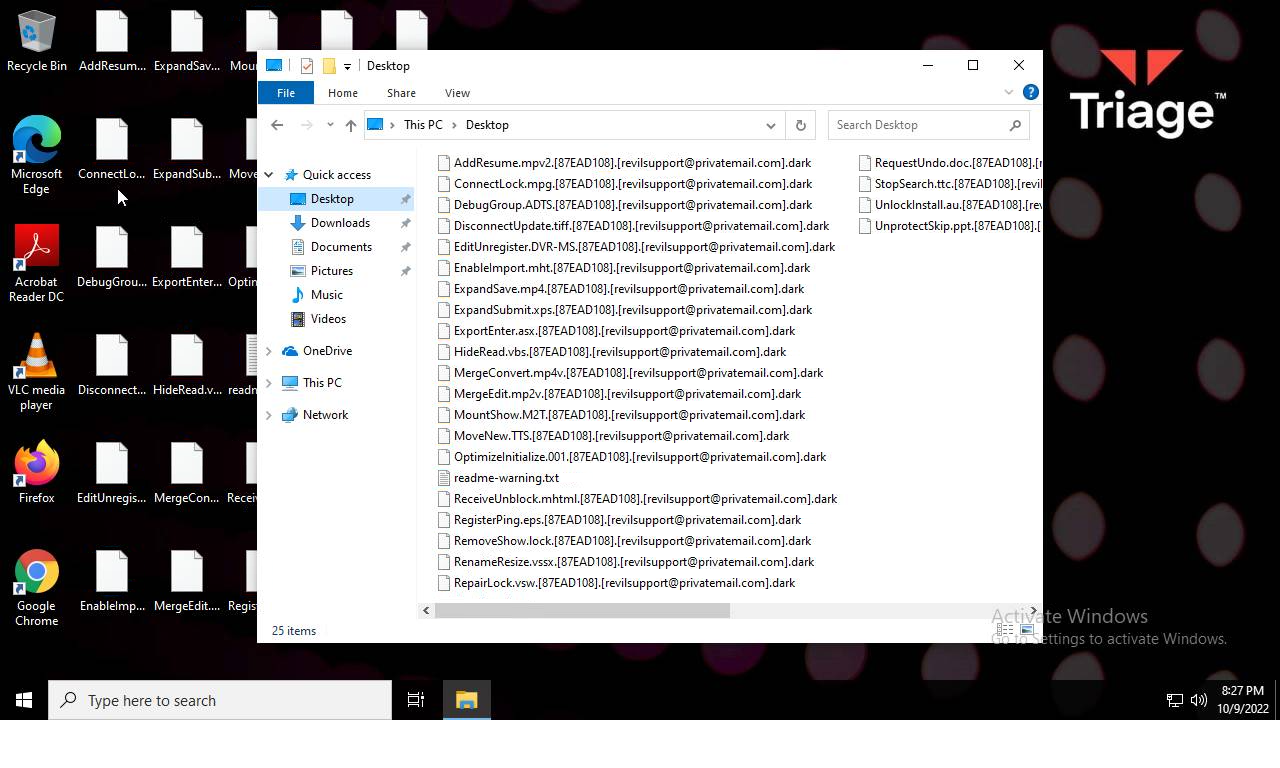 Recycle Bin
AddResum...
ExpandSav...
Microsoft
Edge
ConnectLo...
ExpandSub...
Acrobat
Reader DC
DebugGrou...
ExportEnter...
VLC media
player
Disconnect...
HideRead.v...
Firefox
EditUnregis...
MergeCon...
Google
Chrome
EnableImp...
MergeEdit....
Desktop
File Home Share View
This PC Desktop
Search Desktop
Quick access
Desktop
Downloads
Documents
Pictures
Music
Videos
OneDrive
This PC
Network
AddResume.mpv2.[87EAD108].[revilsupport@privatemail.com].dark
ConnectLock.mpg.[87EAD108].[revilsupport@privatemail.com].dark
DebugGroup.ADTS.[87EAD108].[revilsupport@privatemail.com].dark
DisconnectUpdate.tiff.[87EAD108].[revilsupport@privatemail.com].dark
EditUnregister.DVR-MS.[87EAD108].[revilsupport@privatemail.com].dark
EnableImport.mht.[87EAD108].[revilsupport@privatemail.com].dark
ExpandSave.mp4.[87EAD108].[revilsupport@privatemail.com].dark
ExpandSubmit.xps.[87EAD108].[revilsupport@privatemail.com].dark
ExportEnter.asx.[87EAD108].[revilsupport@privatemail.com].dark
HideRead.vbs.[87EAD108].[revilsupport@privatemail.com].dark
MergeConvert.mp4v.[87EAD108].[revilsupport@privatemail.com].dark
MergeEdit.mp2v.[87EAD108].[revilsupport@privatemail.com].dark
MountShow.M2T.[87EAD108].[revilsupport@privatemail.com].dark
MoveNew.TTS.[87EAD108].[revilsupport@privatemail.com].dark
OptimizeInitialize.001.[87EAD108].[revilsupport@privatemail.com].dark
readme-warning.txt
ReceiveUnblock.mhtml.[87EAD108].[revilsupport@privatemail.com].dark
RegisterPing.eps.[87EAD108].[revilsupport@privatemail.com].dark
RemoveShow.lock.[87EAD108].[revilsupport@privatemail.com].dark
RenameResize.vssx.[87EAD108].[revilsupport@privatemail.com].dark
RepairLock.vsw.[87EAD108].[revilsupport@privatemail.com].dark
RequestUndo.doc.[87EAD108].[r
StopSearch.ttc.[87EAD108].[revil
UnlockInstall.au.[87EAD108].[rev
UnprotectSkip.ppt.[87EAD108].[
25 items
Triage™
Activate Windows
Go to Settings to activate Windows.
Type here to search
8:27 PM
10/9/2022